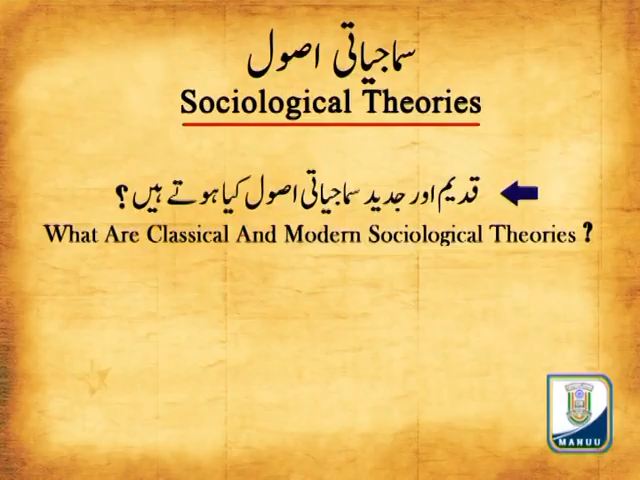 سماجیاتی اصول
Sociological Theories
قدیم اور جدید سماجیاتی اصول کیا ہوتے ہیں؟
What Are Classical And Modern Sociological Theories ?
MANUU